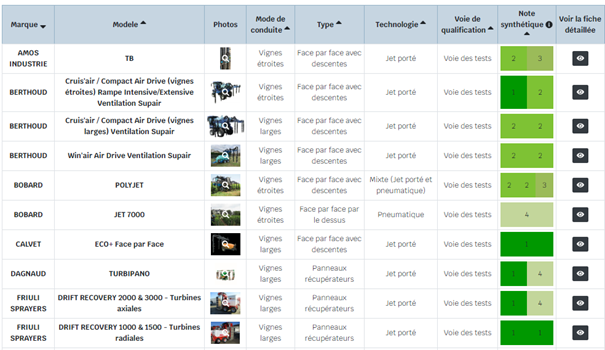 Marque Modele Photos Mode de conduite Type Technologie Voie de qualification Note synthétique Voir la fiche détaillée
AMOS INDUSTRIE TB Vignes étroites Face par face avec descentes Jet porté Voie des tests 2 3
BERTHOUD Cruis'air / Compact Air Drive (vignes étroites) Rampe Intensive/Extensive Ventilation Supair Vignes étroites Face par face avec descentes Jet porté Voie des tests 1 2
BERTHOUD Cruis'air / Compact Air Drive (vignes larges) Ventilation Supair Vignes larges Face par face avec descentes Jet porté Voie des tests 2 2
BERTHOUD Win'air Air Drive Ventilation Supair Vignes larges Face par face avec descentes Jet porté Voie des tests 2 2
BOBARD POLYJET Vignes étroites Face par face avec descentes Mixte (Jet porté et pneumatique) Voie des tests 2 2 3
BOBARD JET 7000 Vignes étroites Face par face par le dessus Pneumatique Voie des tests 4
CALVET ECO+ Face par Face Vignes larges Face par face avec descentes Jet porté Voie des tests 1
DAGNAUD TURBIPANO Vignes larges Panneaux récupérateurs Jet porté Voie des tests 1 4
FRIULI SPRAYERS DRIFT RECOVERY 2000 & 3000 - Turbines axiales Vignes larges Panneaux récupérateurs Jet porté Voie des tests 1 4
FRIULI SPRAYERS DRIFT RECOVERY 1000 & 1500 - Turbines radiales Vignes larges Panneaux récupérateurs Jet porté Voie des tests 1 1